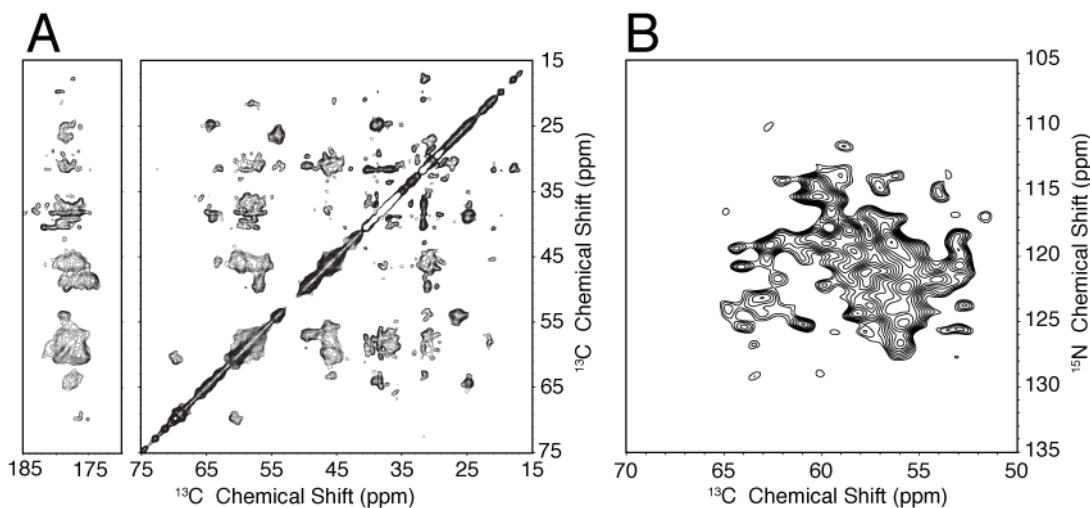 A
B
15
25
35
45
55
65
75
¹³C Chemical Shift (ppm)
185 175
75 65 55 45 35 25 15
¹³C Chemical Shift (ppm)
105
110
115
120
125
130
135
¹⁵N Chemical Shift (ppm)
70 60 50
¹³C Chemical Shift (ppm)